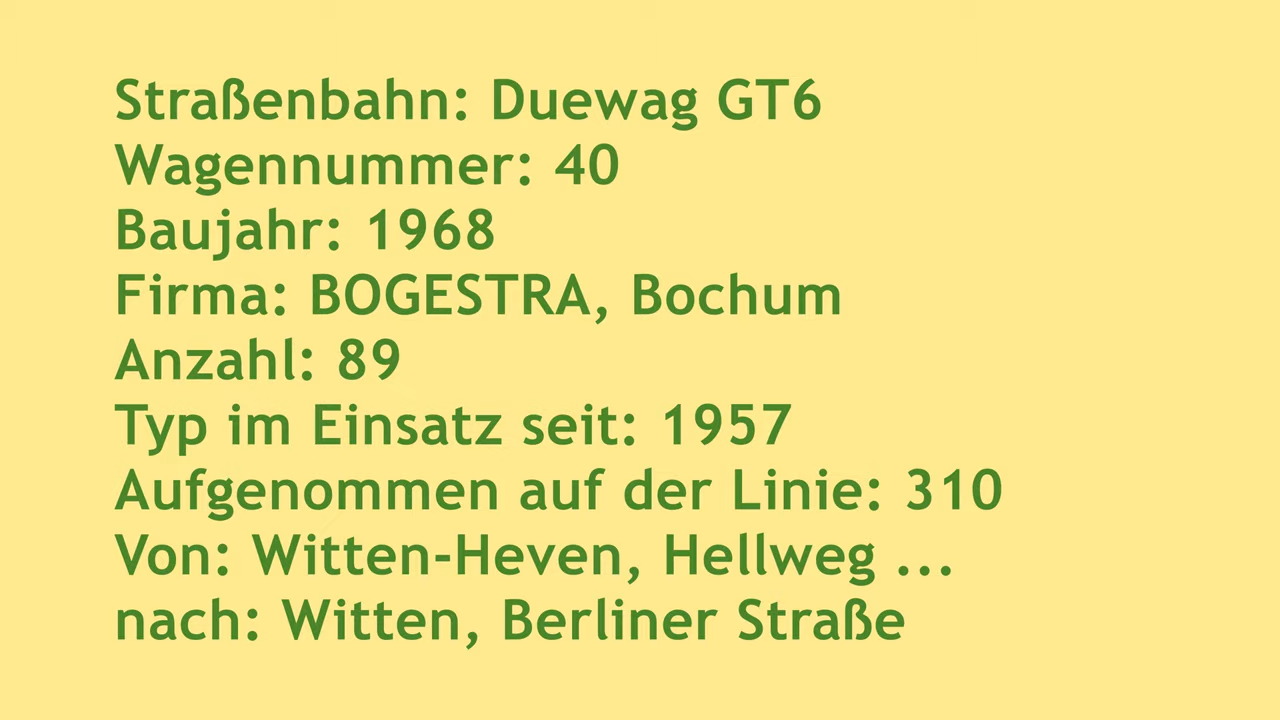 Straßenbahn: Duewag GT6
Wagennummer: 40
Baujahr: 1968
Firma: BOGESTRA, Bochum
Anzahl: 89
Typ im Einsatz seit: 1957
Aufgenommen auf der Linie: 310
Von: Witten-Heven, Hellweg ...
nach: Witten, Berliner Straße